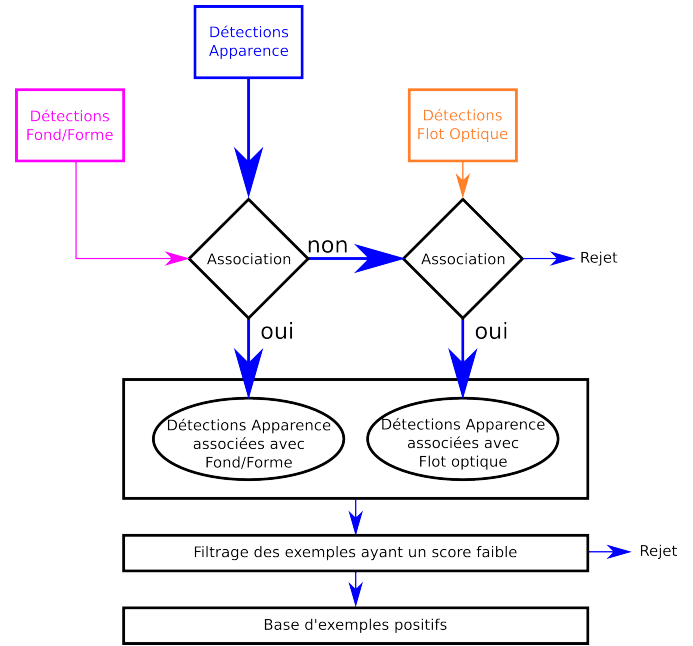 Détections
Apparence
Détections
Fond/Forme
Détections
Flot Optique
Association
non
Association
Rejet
oui
oui
Détections Apparence
associées avec
Fond/Forme
Détections Apparence
associées avec
Flot optique
Filtrage des exemples ayant un score faible
Rejet
Base d'exemples positifs